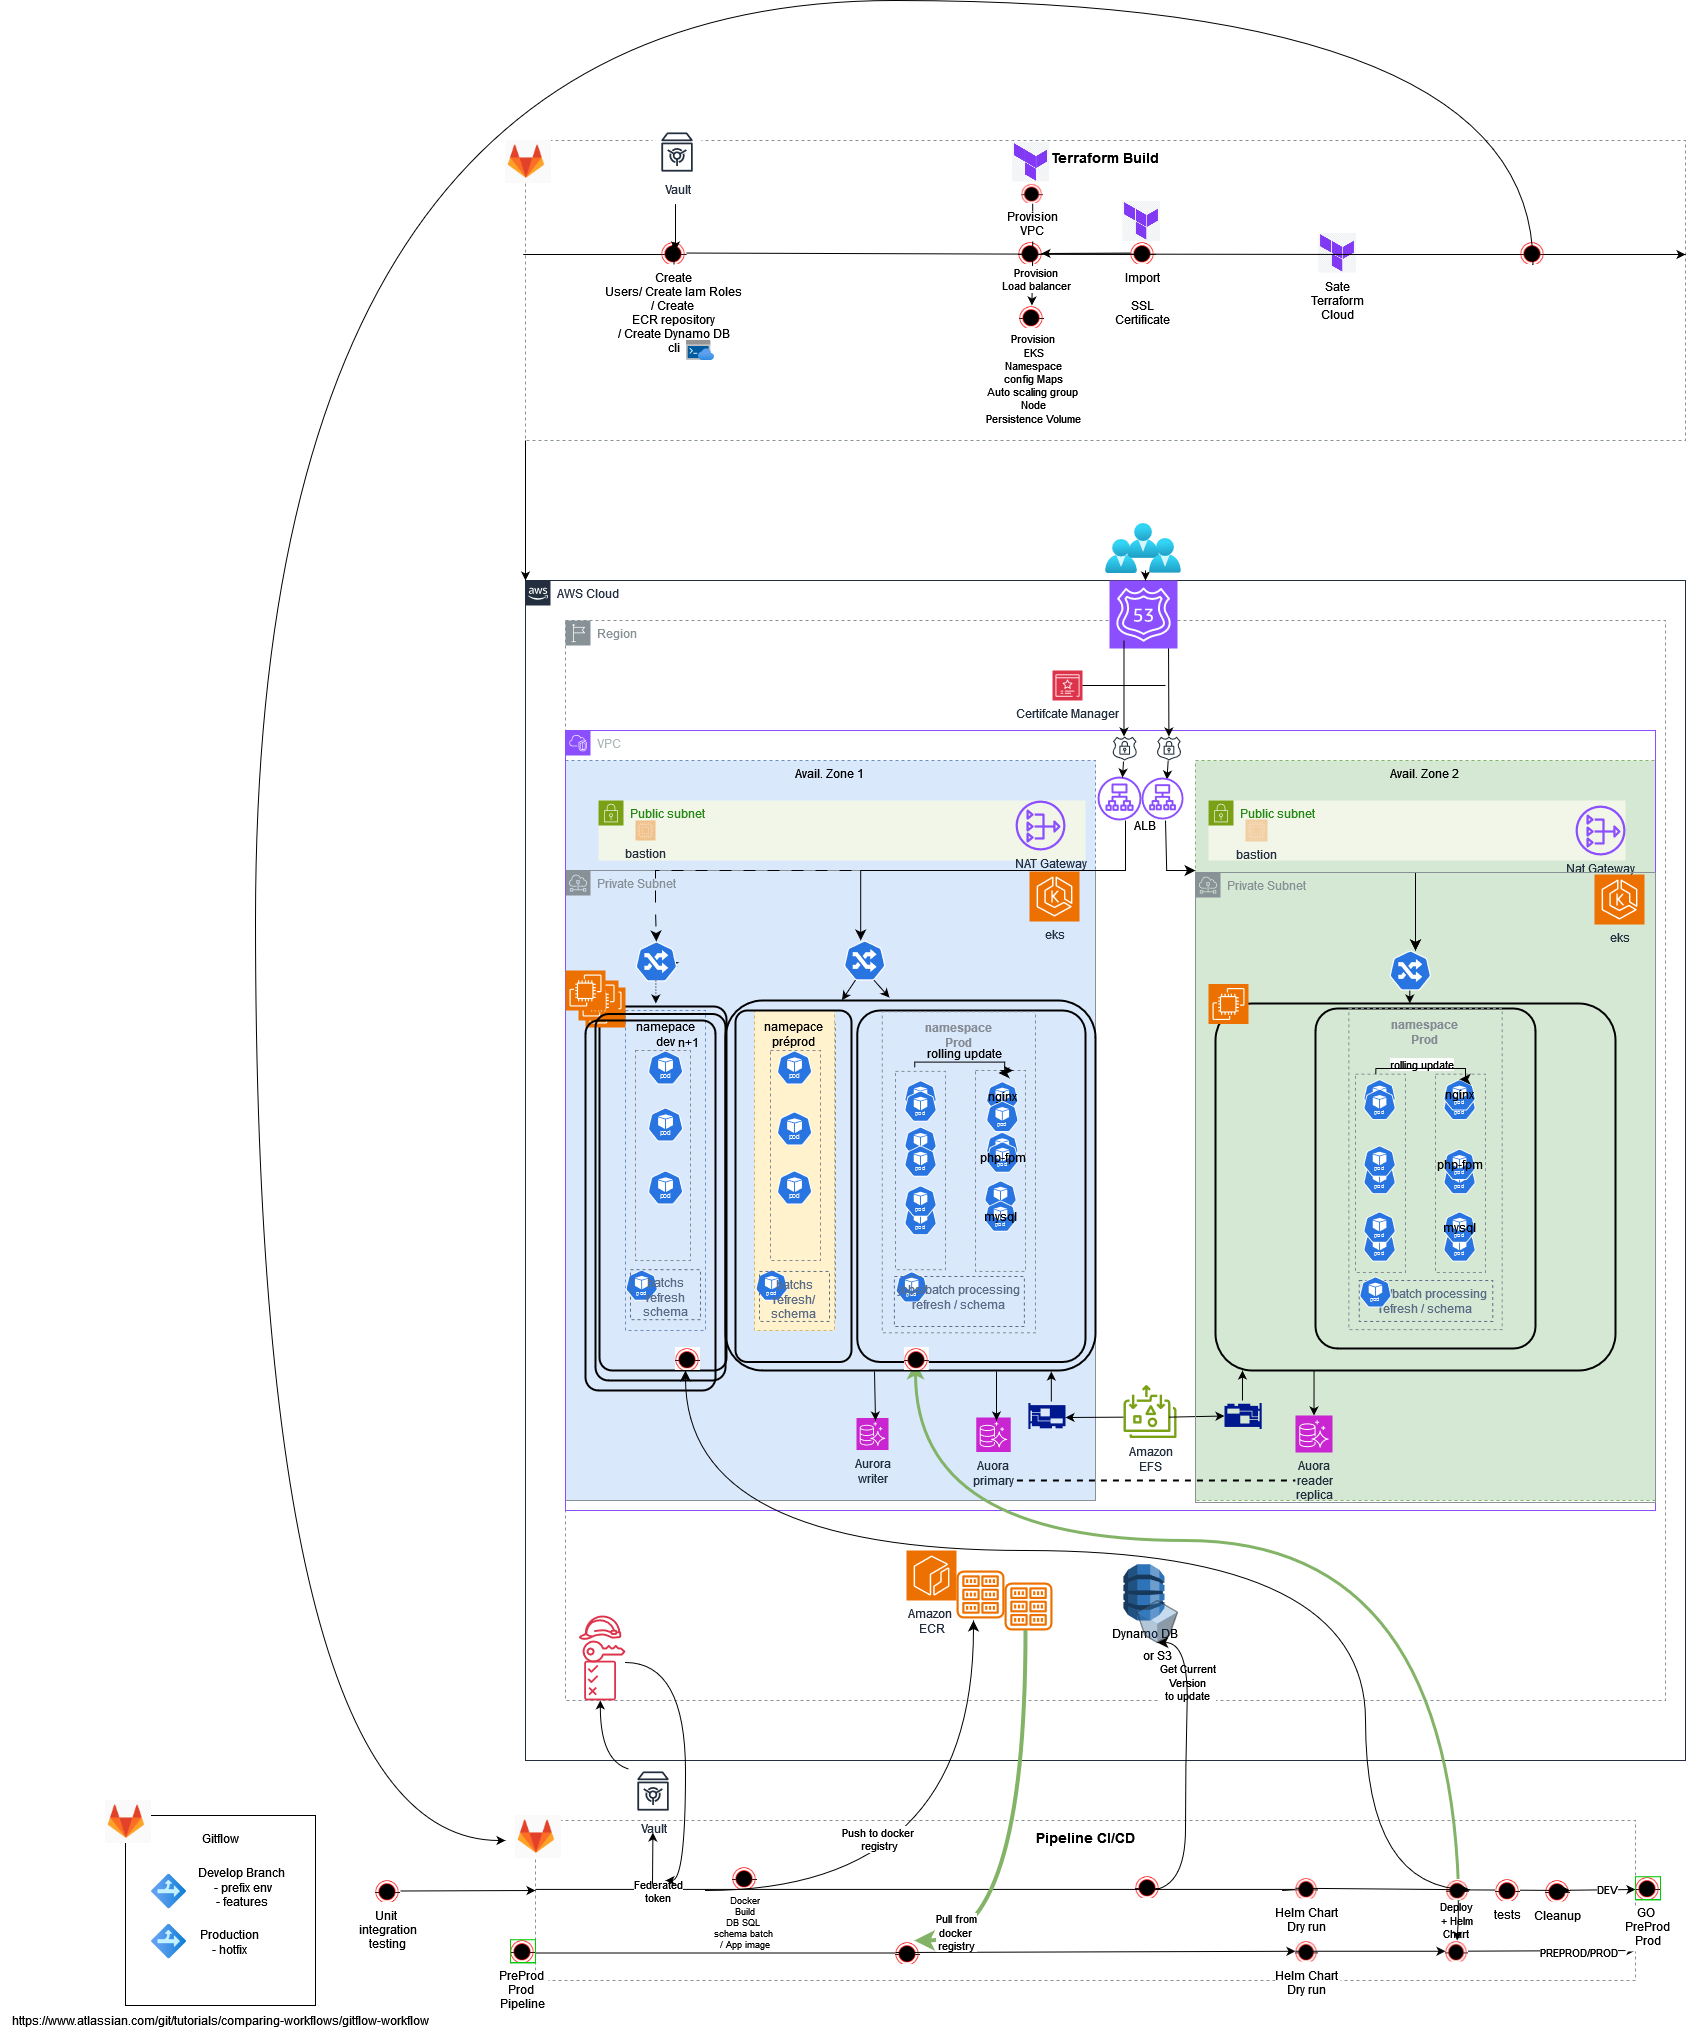 Terraform Build
Vault
Provision
VPC
Create
Users/ Create Iam Roles
/ Create
ECR repository
/ Create Dynamo DB
cli
Provision
Load balancer
Import
SSL
Certificate
Sate
Terraform
Cloud
Provision
EKS
Namespace
config Maps
Auto scaling group
Node
Persistence Volume
aws
AWS Cloud
53
Region
Certifcate Manager
VPC
Avail. Zone 1
Avail. Zone 2
Public subnet
bastion
NAT Gateway
ALB
Public subnet
bastion
Nat Gateway
Private Subnet
eks
Private Subnet
eks
namepace
dev n+1
pod
pod
pod
batchs
refresh
schema
namepace
préprod
pod
pod
pod
batchs
refresh/
schema
namespace
Prod
rolling update
nginx
php-fpm
mysql
/batch processing
refresh / schema
namespace
Prod
rolling update
nginx
php-fpm
mysql
/batch processing
refresh / schema
Aurora
writer
Auora
primary
Amazon
EFS
Auora
reader
replica
Amazon
ECR
Dynamo DB
or S3
Get Current
Version
to update
Vault
Pipeline CI/CD
Push to docker
registry
Gitflow
Develop Branch
- prefix env
- features
Production
- hotfix
Unit
integration
testing
Federated
token
Docker
Build
DB SQL
schema batch
/ App image
Pull from
docker
registry
Helm Chart
Dry run
Deploy
+ Helm
Chart
tests
Cleanup
DEV
GO
PreProd
Prod
PREPROD/PROD
PreProd
Prod
Pipeline
Helm Chart
Dry run
https://www.atlassian.com/git/tutorials/comparing-workflows/gitflow-workflow